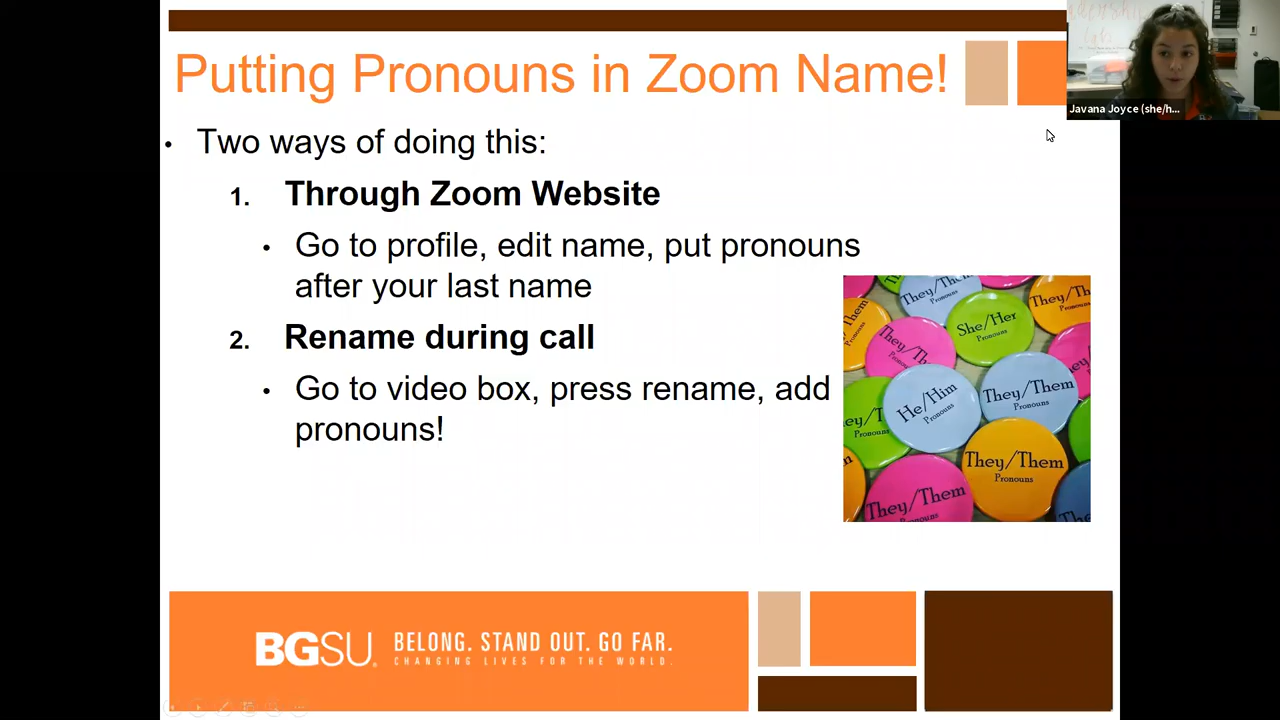 Putting Pronouns in Zoom Name!
Javana Joyce (she/h...
• Two ways of doing this:
1. Through Zoom Website
• Go to profile, edit name, put pronouns
after your last name
2. Rename during call
• Go to video box, press rename, add
pronouns!
They/Them
Pronouns
She/Her
Pronouns
They/Th
They/Th
He/Him
Pronouns
They/Them
Pronouns
They/Them
Pronouns
They/Them
Pronouns
BGSU® BELONG. STAND OUT. GO FAR.
CHANGING LIVES FOR THE WORLD.